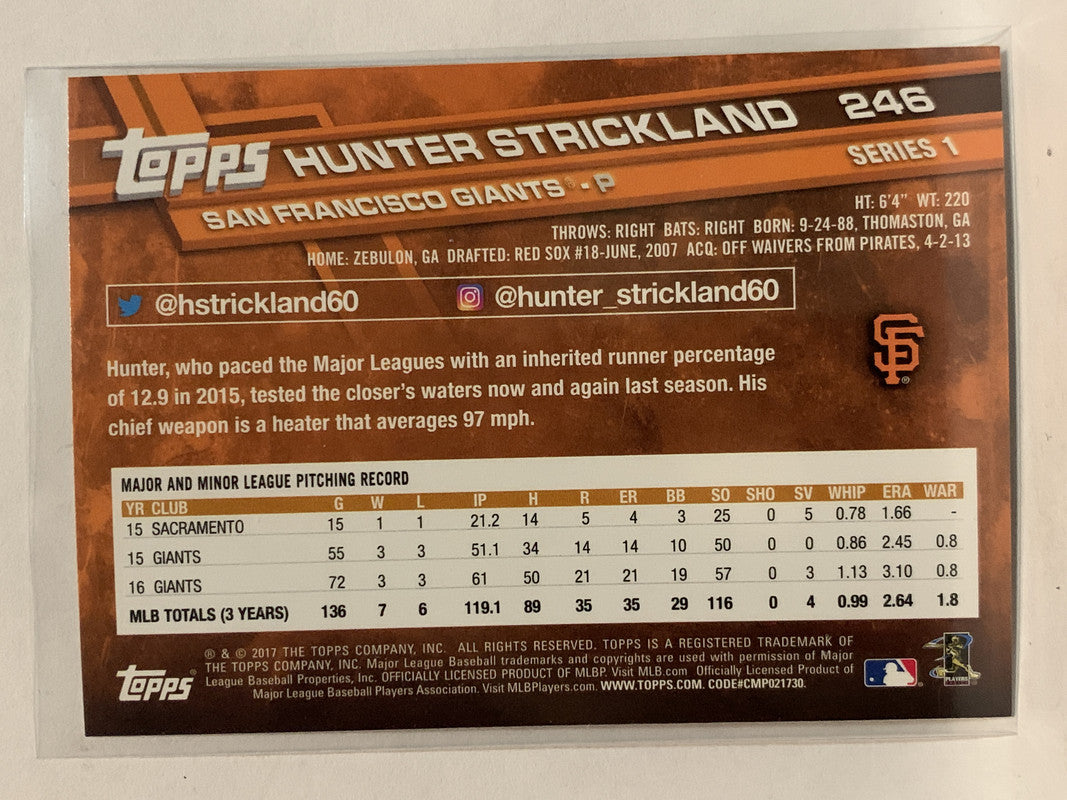 Topps HUNTER STRICKLAND 246
SAN FRANCISCO GIANTS® - P SERIES 1
HT: 6'4" WT: 220
THROWS: RIGHT BATS: RIGHT BORN: 9-24-88, THOMASTON, GA
HOME: ZEBULON, GA DRAFTED: RED SOX #18-JUNE, 2007 ACQ: OFF WAIVERS FROM PIRATES, 4-2-13
@hstrickland60 @hunter_strickland60
SF®
Hunter, who paced the Major Leagues with an inherited runner percentage
of 12.9 in 2015, tested the closer's waters now and again last season. His
chief weapon is a heater that averages 97 mph.
MAJOR AND MINOR LEAGUE PITCHING RECORD
YR CLUB G W L IP H R ER BB SO SHO SV WHIP ERA WAR
15 SACRAMENTO 15 1 1 21.2 14 5 4 3 25 0 5 0.78 1.66 -
15 GIANTS 55 3 3 51.1 34 14 14 10 50 0 0 0.86 2.45 0.8
16 GIANTS 72 3 3 61 50 21 21 19 57 0 3 1.13 3.10 0.8
MLB TOTALS (3 YEARS) 136 7 6 119.1 89 35 35 29 116 0 4 0.99 2.64 1.8
® & © 2017 THE TOPPS COMPANY, INC. ALL RIGHTS RESERVED. TOPPS IS A REGISTERED TRADEMARK OF
THE TOPPS COMPANY, INC. Major League Baseball trademarks and copyrights are used with permission of Major
League Baseball Properties, Inc. OFFICIALLY LICENSED PRODUCT OF MLBP. Visit MLB.com Officially Licensed Product of
Major League Baseball Players Association. Visit MLBPlayers.com. WWW.TOPPS.COM. CODE#CMP021730.
Topps®
PLAYERS